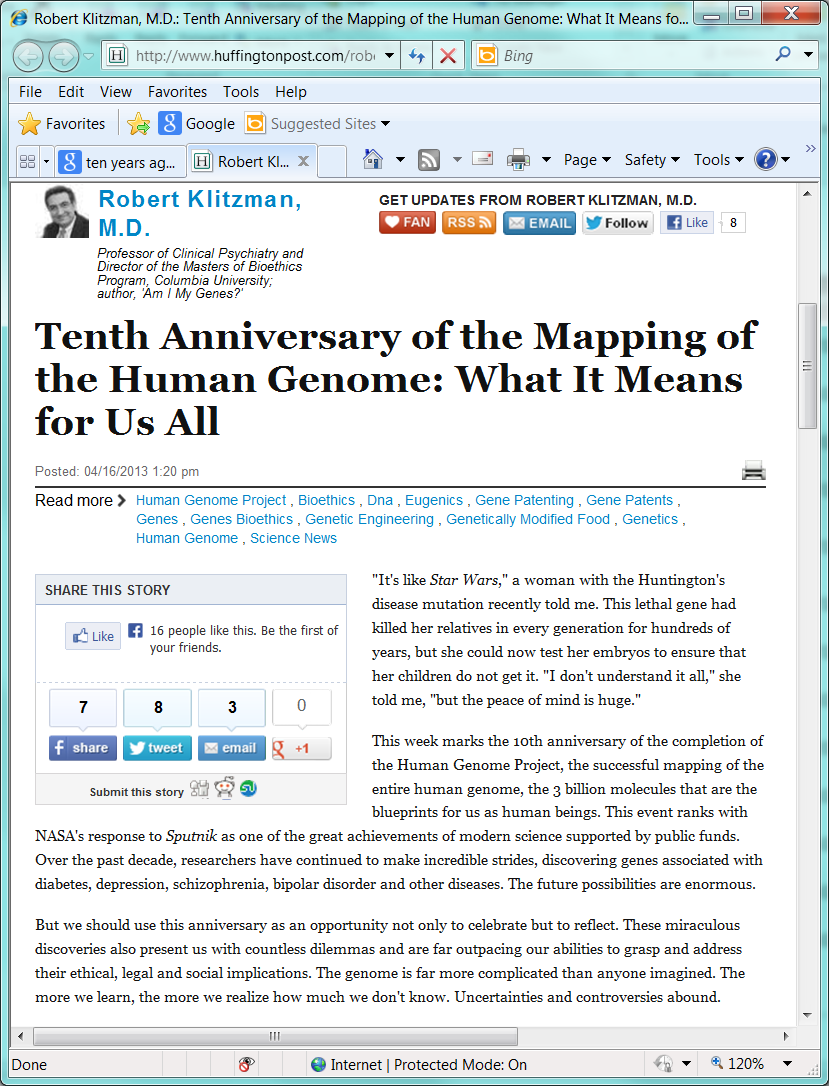 Robert Klitzman, M.D.: Tenth Anniversary of the Mapping of the Human Genome: What It Means fo...
http://www.huffingtonpost.com/robe
Bing
File Edit View Favorites Tools Help
Favorites Google Suggested Sites
ten years ag... Robert Kl... Page Safety Tools
Robert Klitzman,
M.D.
Professor of Clinical Psychiatry and
Director of the Masters of Bioethics
Program, Columbia University;
author, 'Am I My Genes?'
GET UPDATES FROM ROBERT KLITZMAN, M.D.
FAN RSS EMAIL Follow Like 8
Tenth Anniversary of the Mapping of
the Human Genome: What It Means
for Us All
Posted: 04/16/2013 1:20 pm
Read more Human Genome Project , Bioethics , Dna , Eugenics , Gene Patenting , Gene Patents ,
Genes , Genes Bioethics , Genetic Engineering , Genetically Modified Food , Genetics ,
Human Genome , Science News
SHARE THIS STORY
Like 16 people like this. Be the first of
your friends.
7 8 3 0
share tweet email +1
Submit this story
"It's like Star Wars," a woman with the Huntington's
disease mutation recently told me. This lethal gene had
killed her relatives in every generation for hundreds of
years, but she could now test her embryos to ensure that
her children do not get it. "I don't understand it all," she
told me, "but the peace of mind is huge."
This week marks the 10th anniversary of the completion of
the Human Genome Project, the successful mapping of the
entire human genome, the 3 billion molecules that are the
blueprints for us as human beings. This event ranks with
NASA's response to Sputnik as one of the great achievements of modern science supported by public funds.
Over the past decade, researchers have continued to make incredible strides, discovering genes associated with
diabetes, depression, schizophrenia, bipolar disorder and other diseases. The future possibilities are enormous.
But we should use this anniversary as an opportunity not only to celebrate but to reflect. These miraculous
discoveries also present us with countless dilemmas and are far outpacing our abilities to grasp and address
their ethical, legal and social implications. The genome is far more complicated than anyone imagined. The
more we learn, the more we realize how much we don't know. Uncertainties and controversies abound.
Done Internet | Protected Mode: On 120%